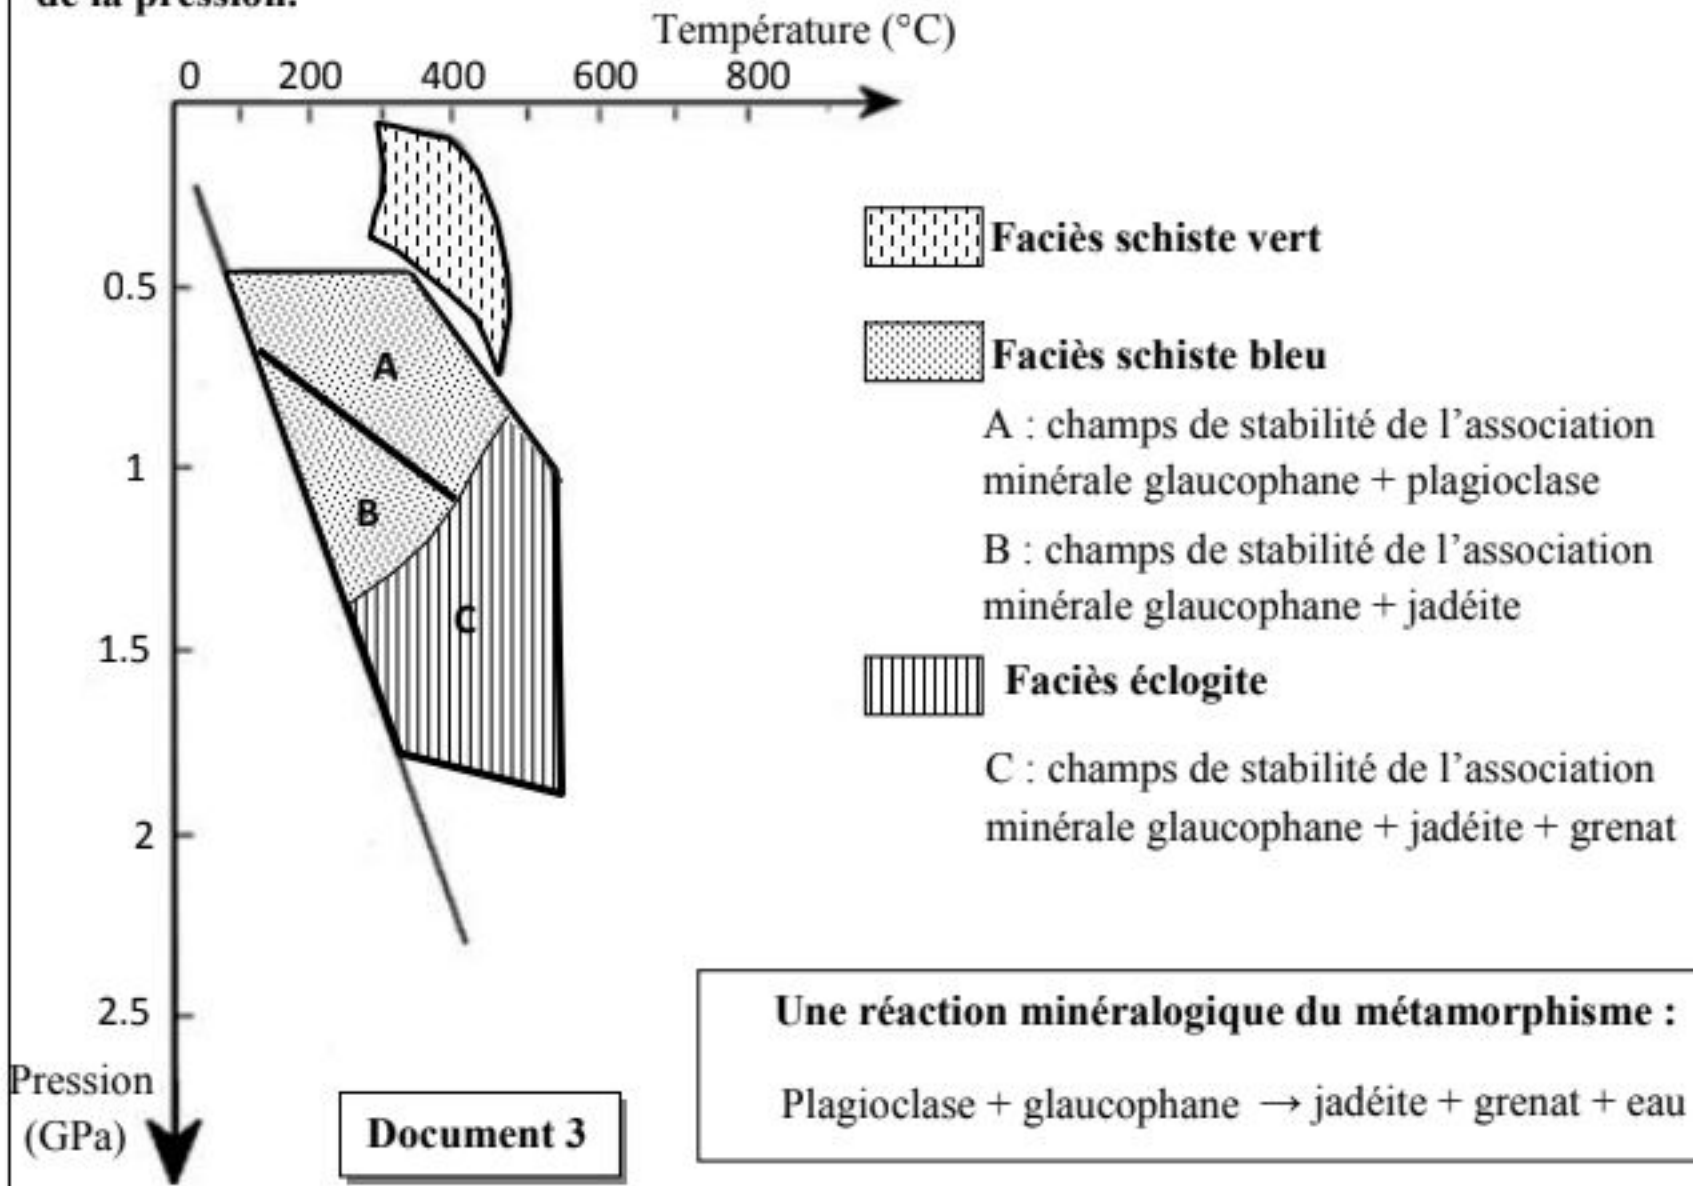 de la pression.
Température (°C)
0 200 400 600 800
0.5
1
1.5
2
2.5
Pression
(GPa)
A
B
C
Faciès schiste vert
Faciès schiste bleu
A : champs de stabilité de l’association
minérale glaucophane + plagioclase
B : champs de stabilité de l’association
minérale glaucophane + jadéite
Faciès éclogite
C : champs de stabilité de l’association
minérale glaucophane + jadéite + grenat
Document 3
Une réaction minéralogique du métamorphisme :
Plagioclase + glaucophane → jadéite + grenat + eau